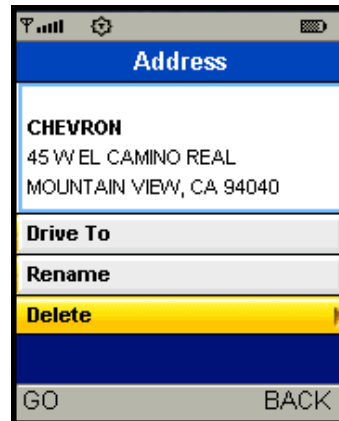 Address
CHEVRON
45 W EL CAMINO REAL
MOUNTAIN VIEW, CA 94040
Drive To
Rename
Delete
GO BACK